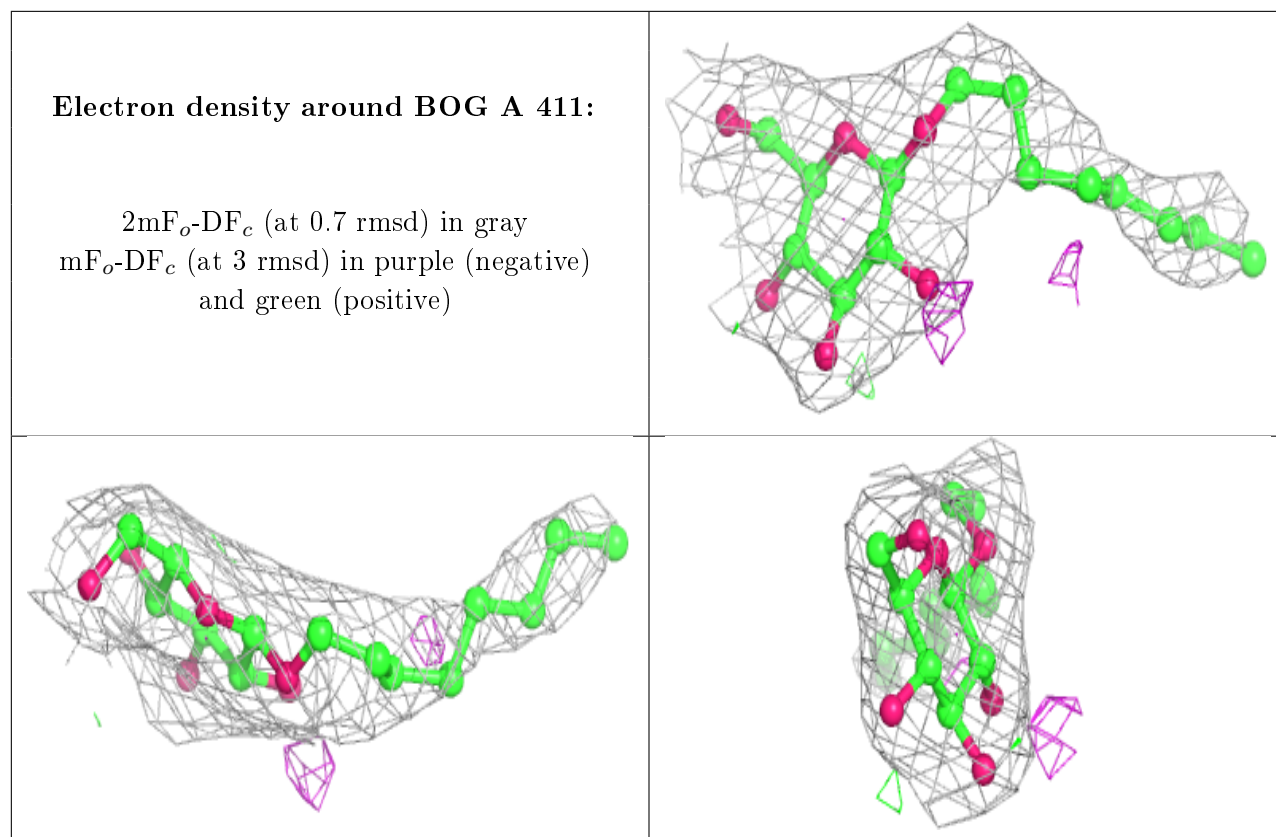 Electron density around BOG A 411:
2mFₒ-DF𝒸 (at 0.7 rmsd) in gray
mFₒ-DF𝒸 (at 3 rmsd) in purple (negative)
and green (positive)